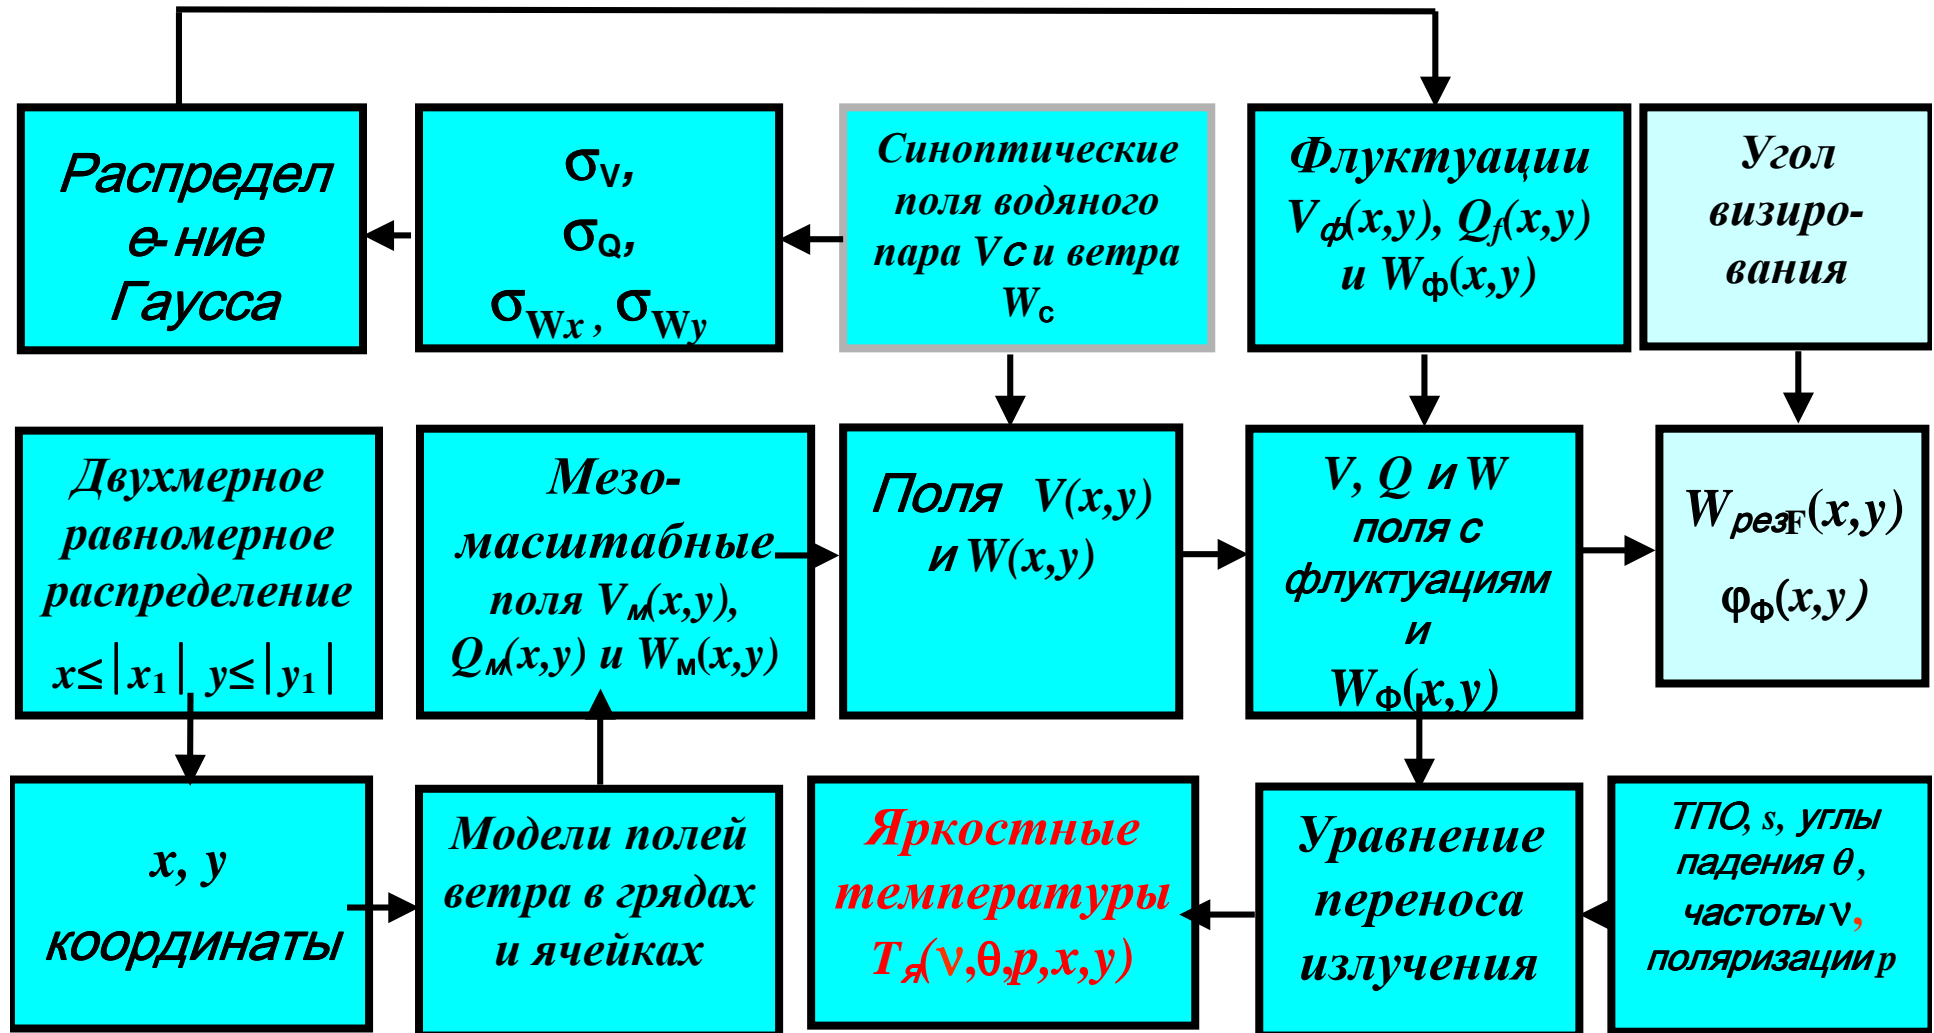 Распредел
е-ние
Гаусса
σV,
σQ,
σWx, σWy
Синоптические
поля водяного
пара Vс и ветра
Wс
Флуктуации
Vф(x,y), Qf(x,y)
и Wф(x,y)
Угол
визиро-
вания
Двухмерное
равномерное
распределение
x≤|x1| y≤|y1|
Мезо-
масштабные
поля Vм(x,y),
Qм(x,y) и Wм(x,y)
Поля V(x,y)
и W(x,y)
V, Q и W
поля с
флуктуациям
и
WФ(x,y)
WрезF(x,y)
φФ(x,y)
x, y
координаты
Модели полей
ветра в грядах
и ячейках
Яркостные
температуры
Tя(ν,θ,p,x,y)
Уравнение
переноса
излучения
ТПО, s, углы
падения θ,
частоты ν,
поляризации p